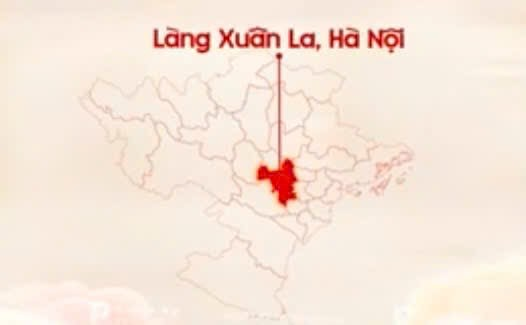 Làng Xuân La, Hà Nội